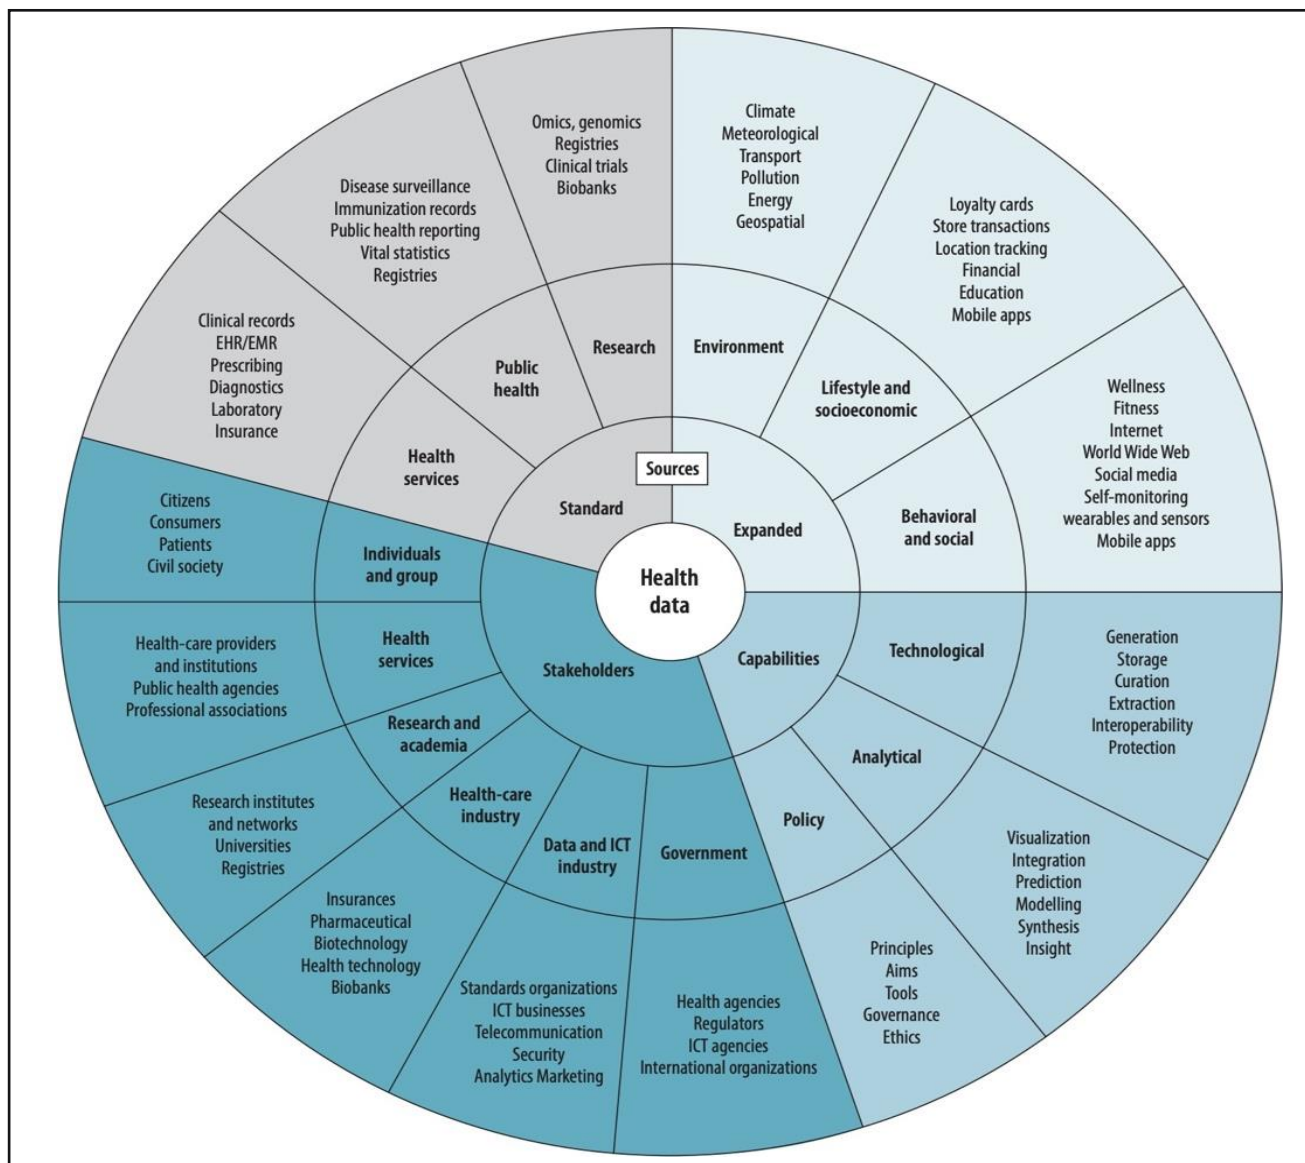 Health
data
Sources
Standard
Expanded
Capabilities
Stakeholders
Research
Omics, genomics
Registries
Clinical trials
Biobanks
Public
health
Disease surveillance
Immunization records
Public health reporting
Vital statistics
Registries
Health
services
Clinical records
EHR/EMR
Prescribing
Diagnostics
Laboratory
Insurance
Environment
Climate
Meteorological
Transport
Pollution
Energy
Geospatial
Lifestyle and
socioeconomic
Loyalty cards
Store transactions
Location tracking
Financial
Education
Mobile apps
Behavioral
and social
Wellness
Fitness
Internet
World Wide Web
Social media
Self-monitoring
wearables and sensors
Mobile apps
Technological
Generation
Storage
Curation
Extraction
Interoperability
Protection
Analytical
Visualization
Integration
Prediction
Modelling
Synthesis
Insight
Policy
Principles
Aims
Tools
Governance
Ethics
Government
Health agencies
Regulators
ICT agencies
International organizations
Data and ICT
industry
Standards organizations
ICT businesses
Telecommunication
Security
Analytics Marketing
Health-care
industry
Insurances
Pharmaceutical
Biotechnology
Health technology
Biobanks
Research and
academia
Research institutes
and networks
Universities
Registries
Health
services
Health-care providers
and institutions
Public health agencies
Professional associations
Individuals
and group
Citizens
Consumers
Patients
Civil society